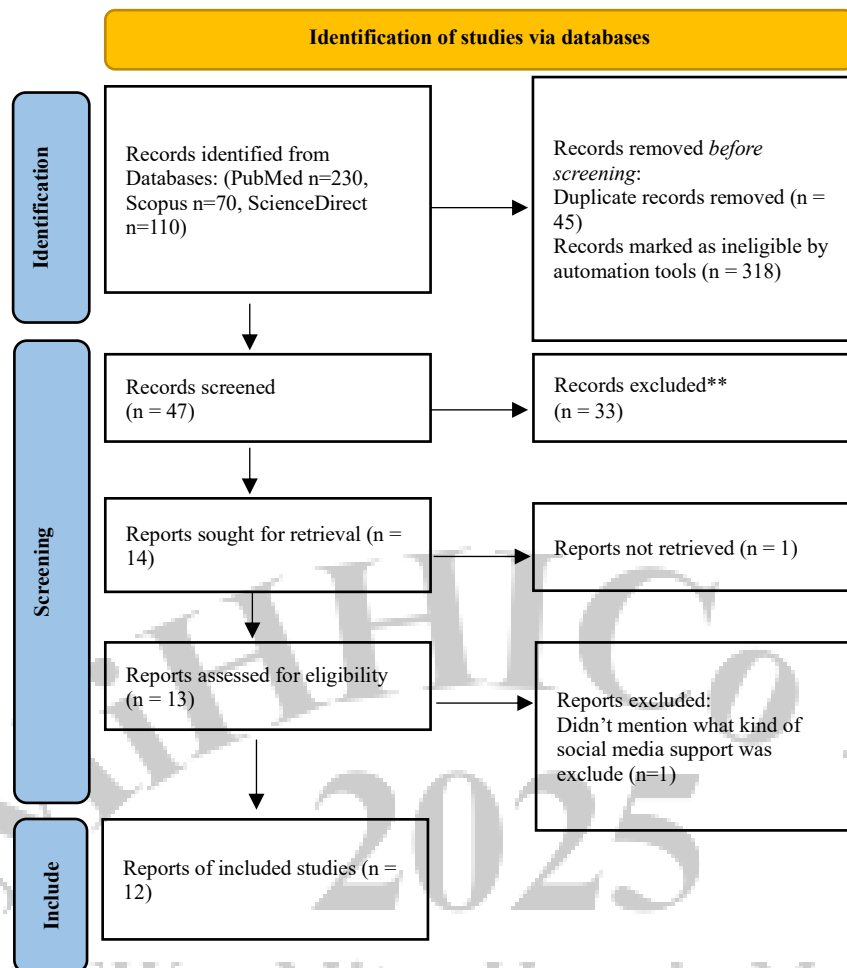 Identification of studies via databases
Identification
Records identified from
Databases: (PubMed n=230,
Scopus n=70, ScienceDirect
n=110)
Records removed before
screening:
Duplicate records removed (n =
45)
Records marked as ineligible by
automation tools (n = 318)
Screening
Records screened
(n = 47)
Records excluded**
(n = 33)
Reports sought for retrieval (n =
14)
Reports not retrieved (n = 1)
Reports assessed for eligibility
(n = 13)
Reports excluded:
Didn’t mention what kind of
social media support was
exclude (n=1)
Include
Reports of included studies (n =
12)
2025